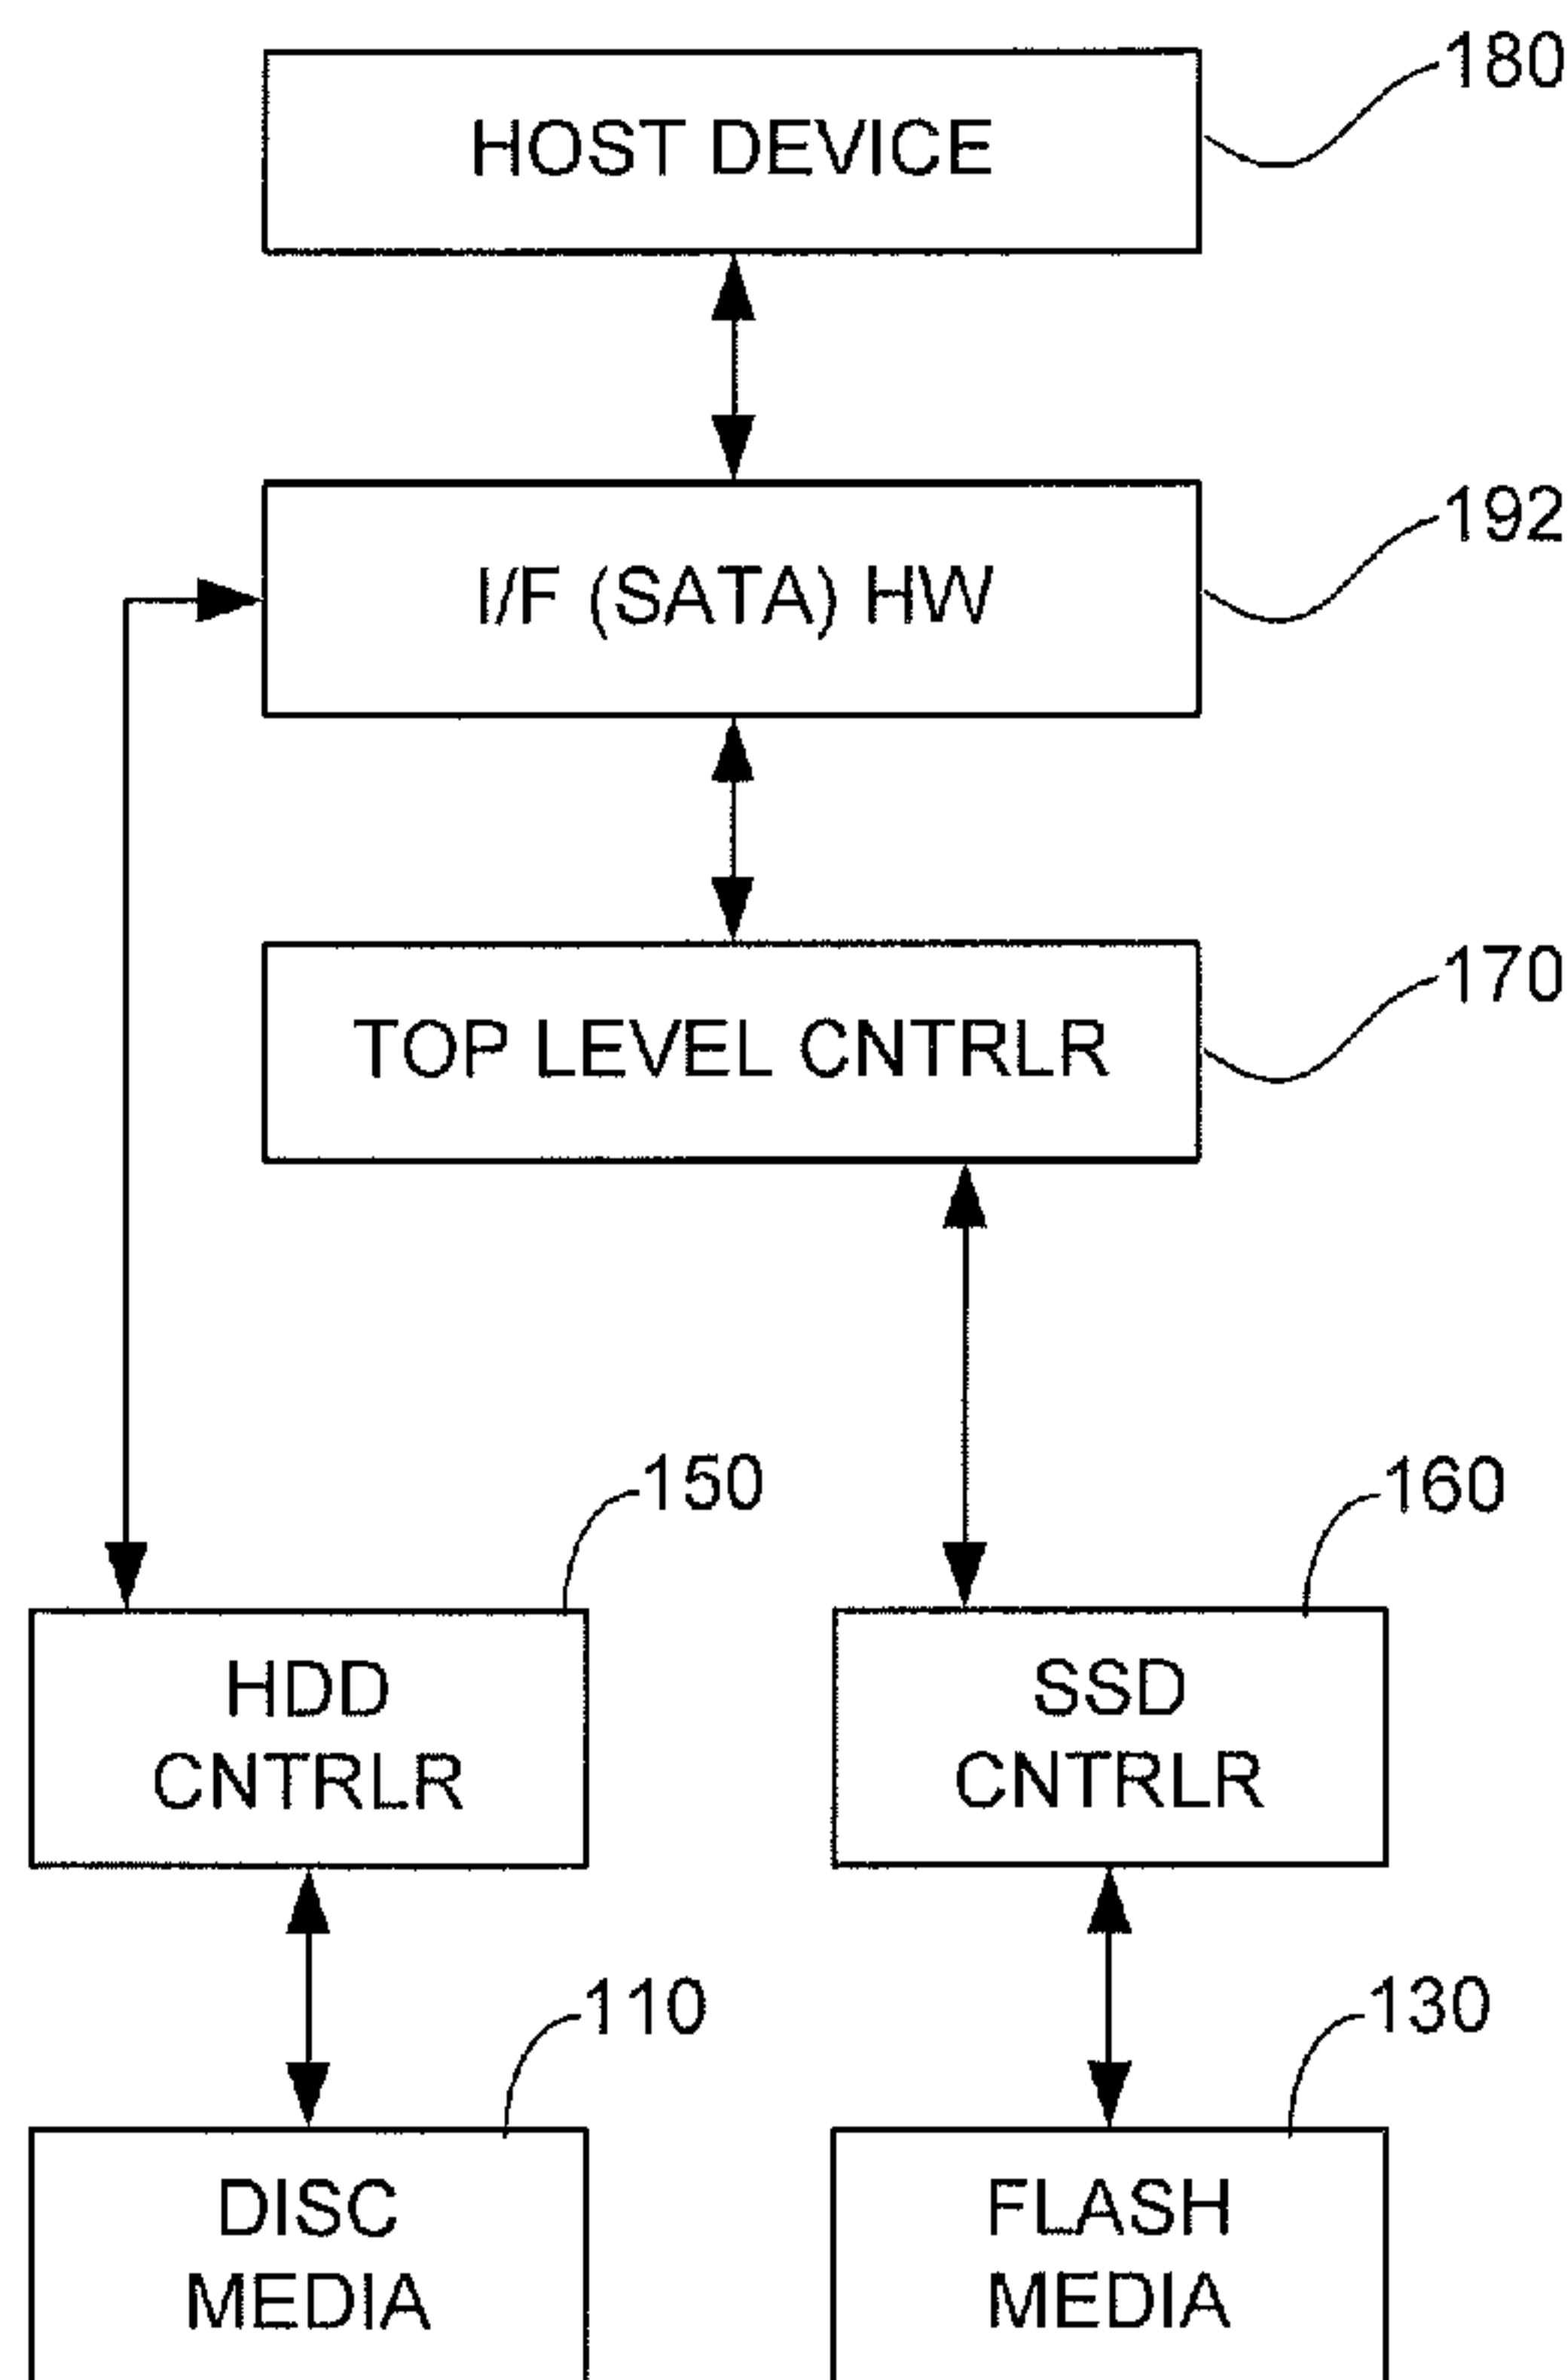 180
HOST DEVICE
192
I/F (SATA) HW
170
TOP LEVEL CNTRLR
150
160
HDD
CNTRLR
SSD
CNTRLR
110
130
DISC
MEDIA
FLASH
MEDIA